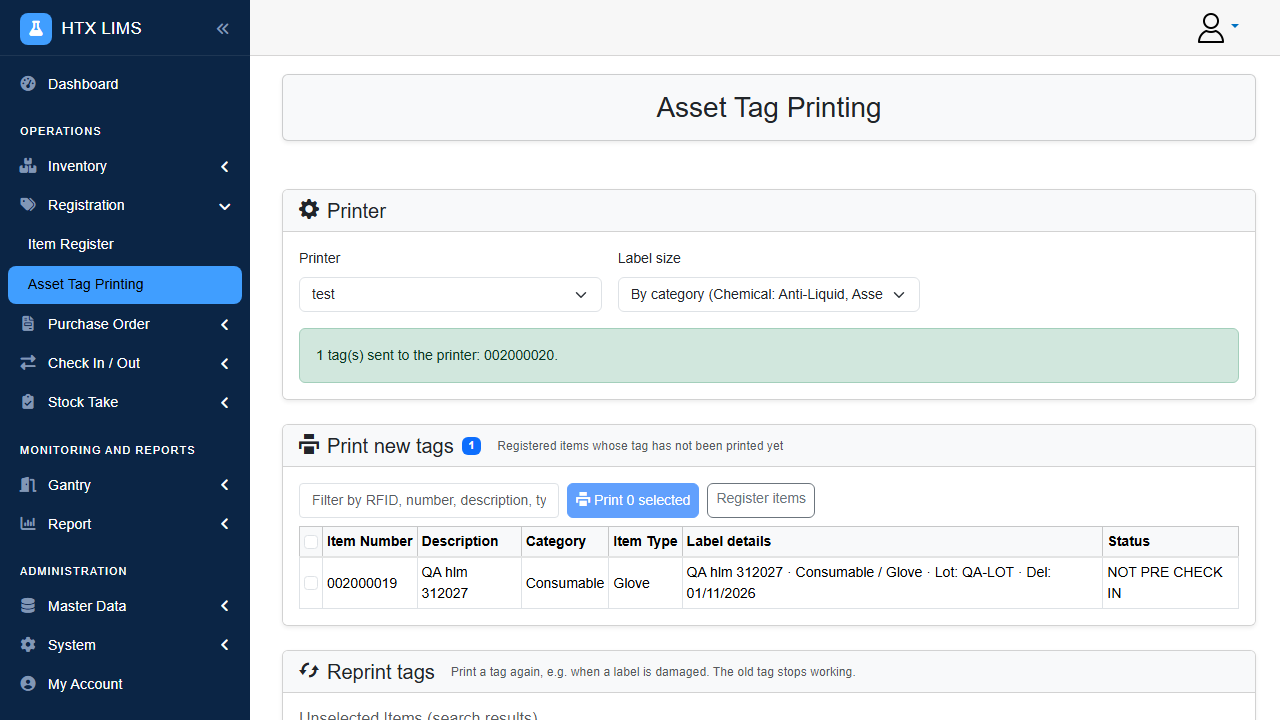 HTX LIMS
Dashboard
OPERATIONS
Inventory
Registration
Item Register
Asset Tag Printing
Purchase Order
Check In / Out
Stock Take
MONITORING AND REPORTS
Gantry
Report
ADMINISTRATION
Master Data
System
My Account
Asset Tag Printing
Printer
Printer
Label size
test
By category (Chemical: Anti-Liquid, Asse
1 tag(s) sent to the printer: 002000020.
Print new tags 1 Registered items whose tag has not been printed yet
Filter by RFID, number, description, ty
Print 0 selected
Register items
Item Number Description Category Item Type Label details Status
002000019 QA hlm 312027 Consumable Glove QA hlm 312027 · Consumable / Glove · Lot: QA-LOT · Del: 01/11/2026 NOT PRE CHECK IN
Reprint tags Print a tag again, e.g. when a label is damaged. The old tag stops working.
Unselected Items (search results)